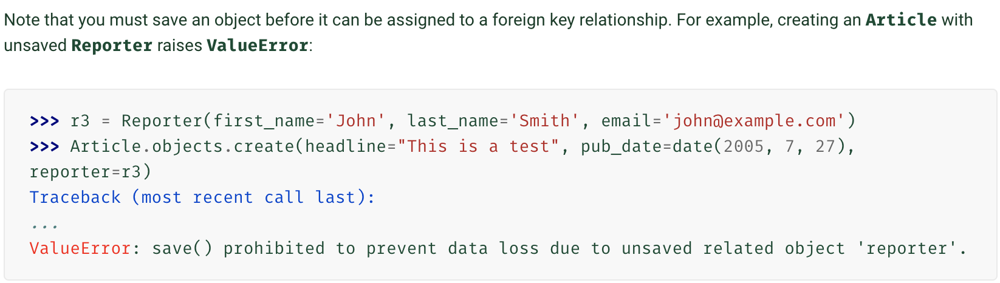 Note that you must save an object before it can be assigned to a foreign key relationship. For example, creating an Article with
unsaved Reporter raises ValueError:
>>> r3 = Reporter(first_name='John', last_name='Smith', email='john@example.com')
>>> Article.objects.create(headline="This is a test", pub_date=date(2005, 7, 27),
reporter=r3)
Traceback (most recent call last):
...
ValueError: save() prohibited to prevent data loss due to unsaved related object 'reporter'.